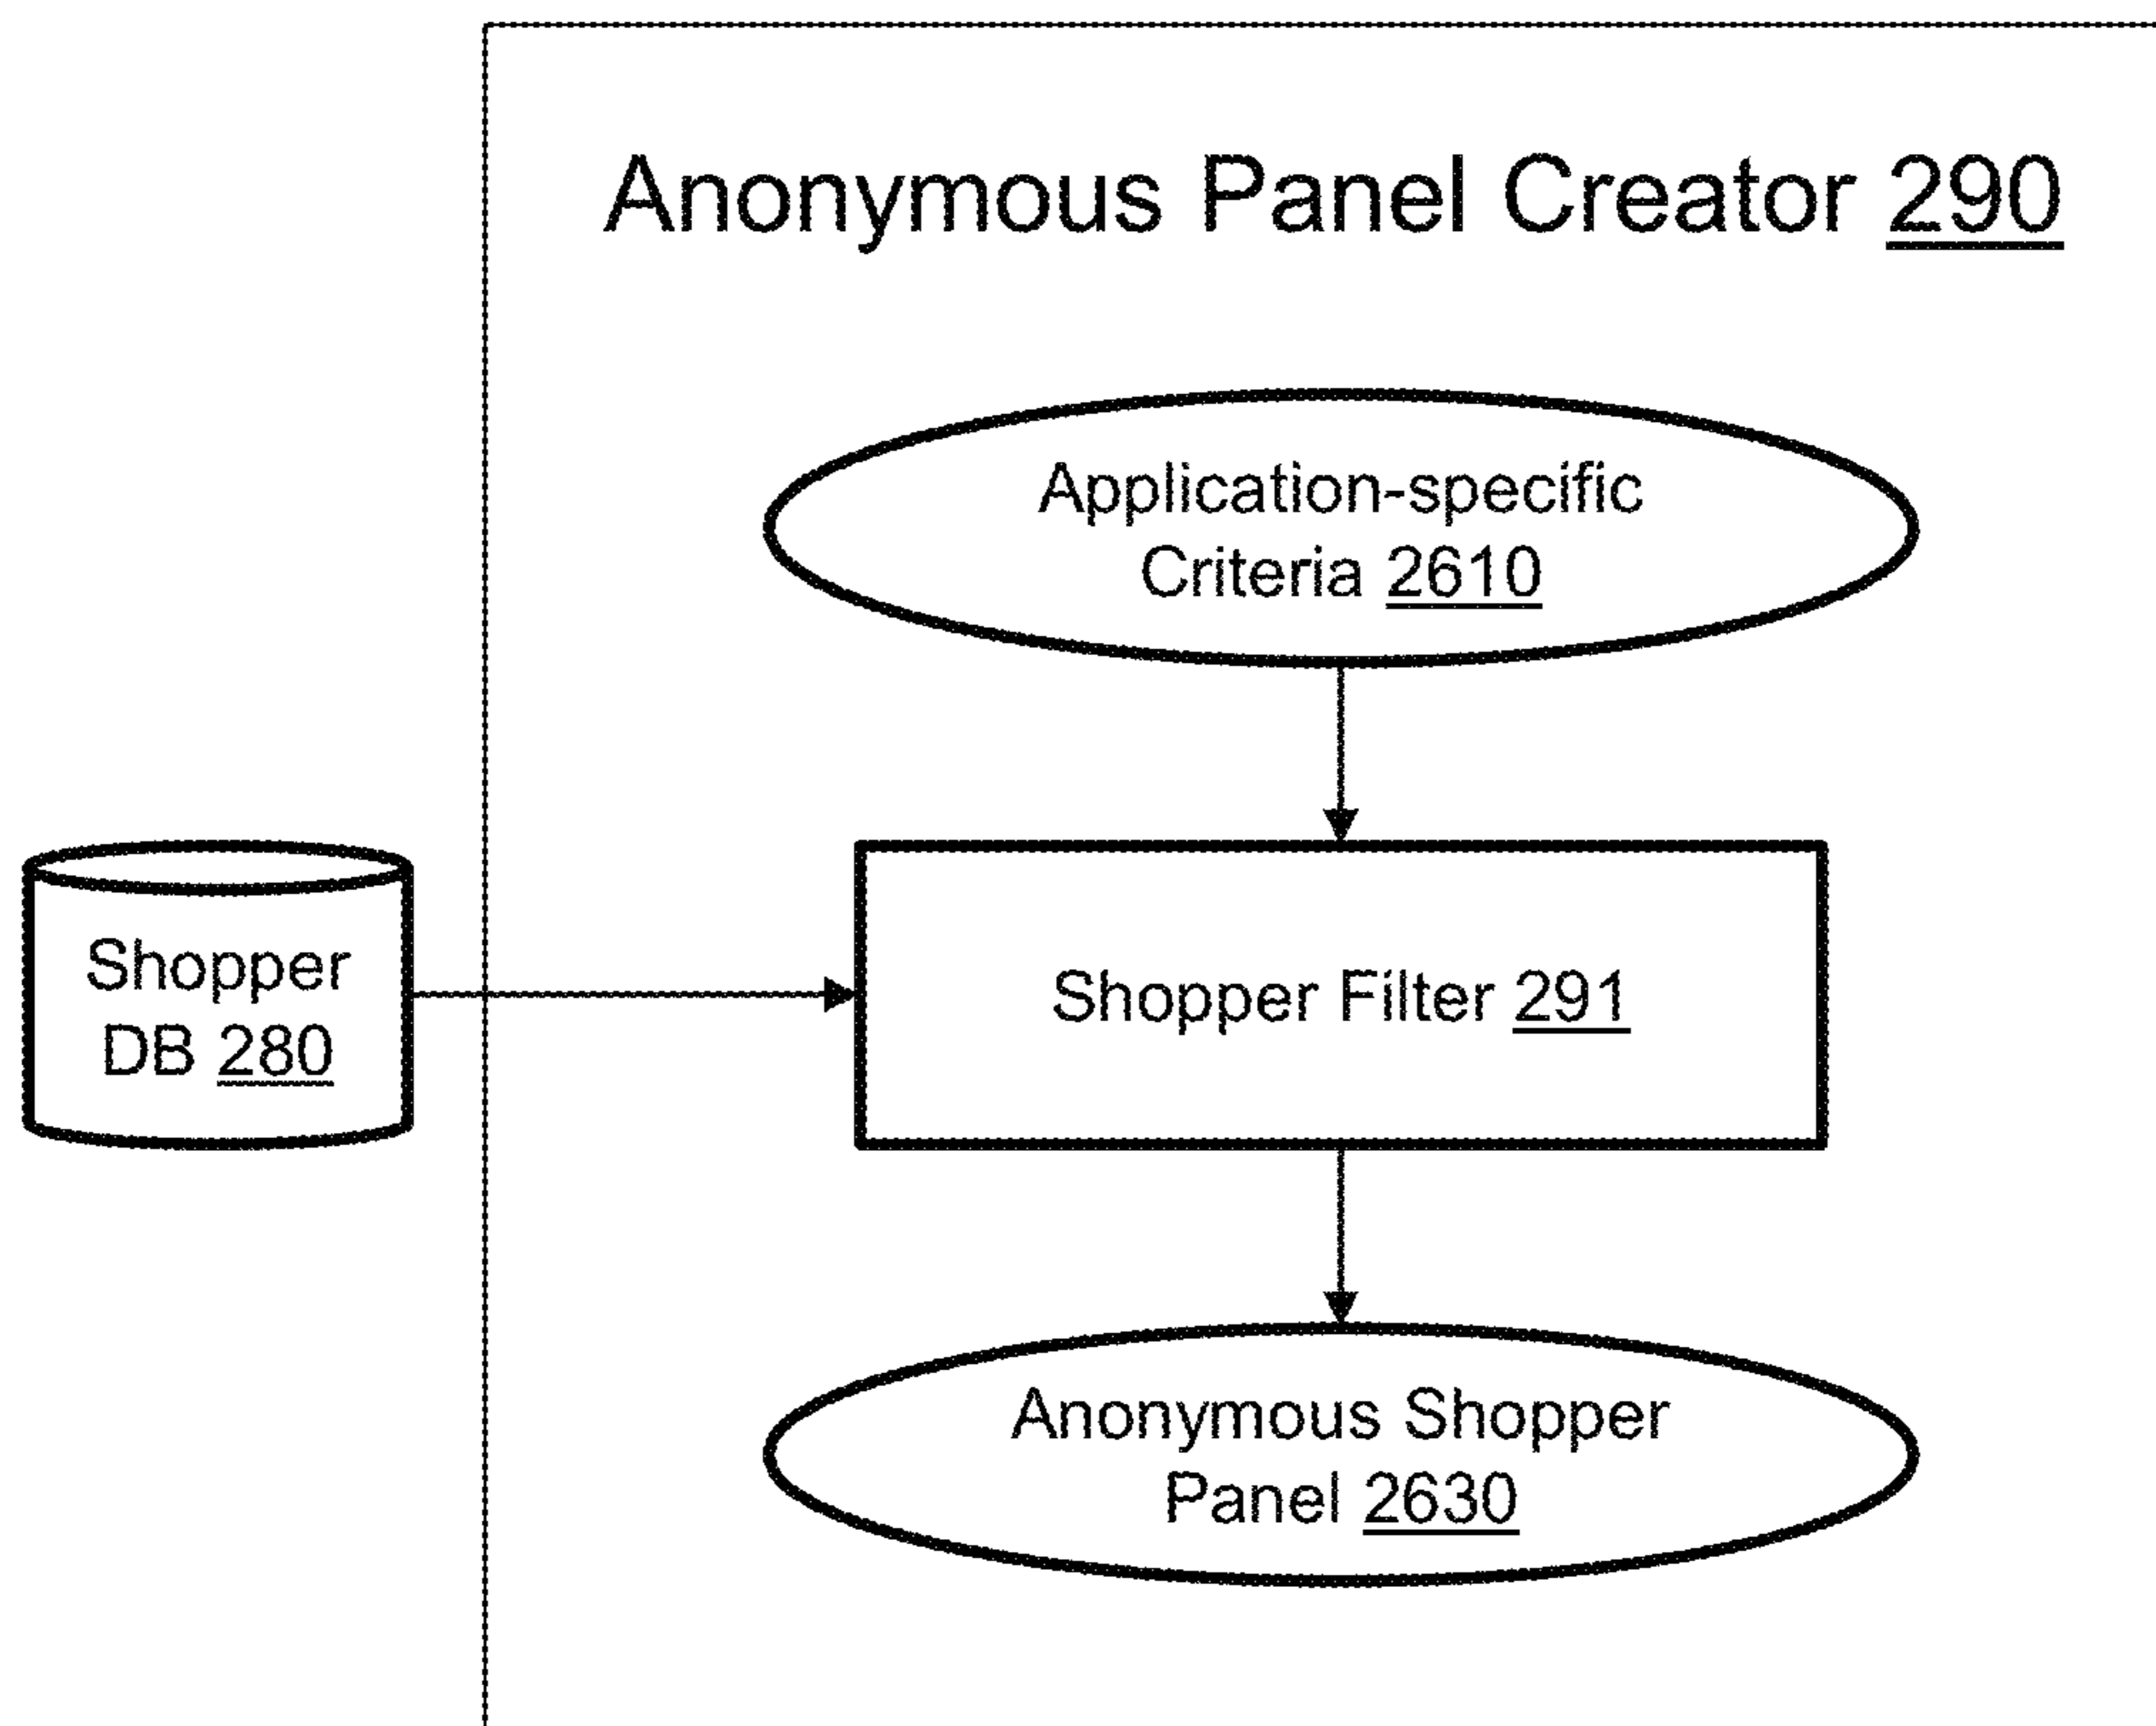 Anonymous Panel Creator 290
Application-specific
Criteria 2610
Shopper
DB 280
Shopper Filter 291
Anonymous Shopper
Panel 2630